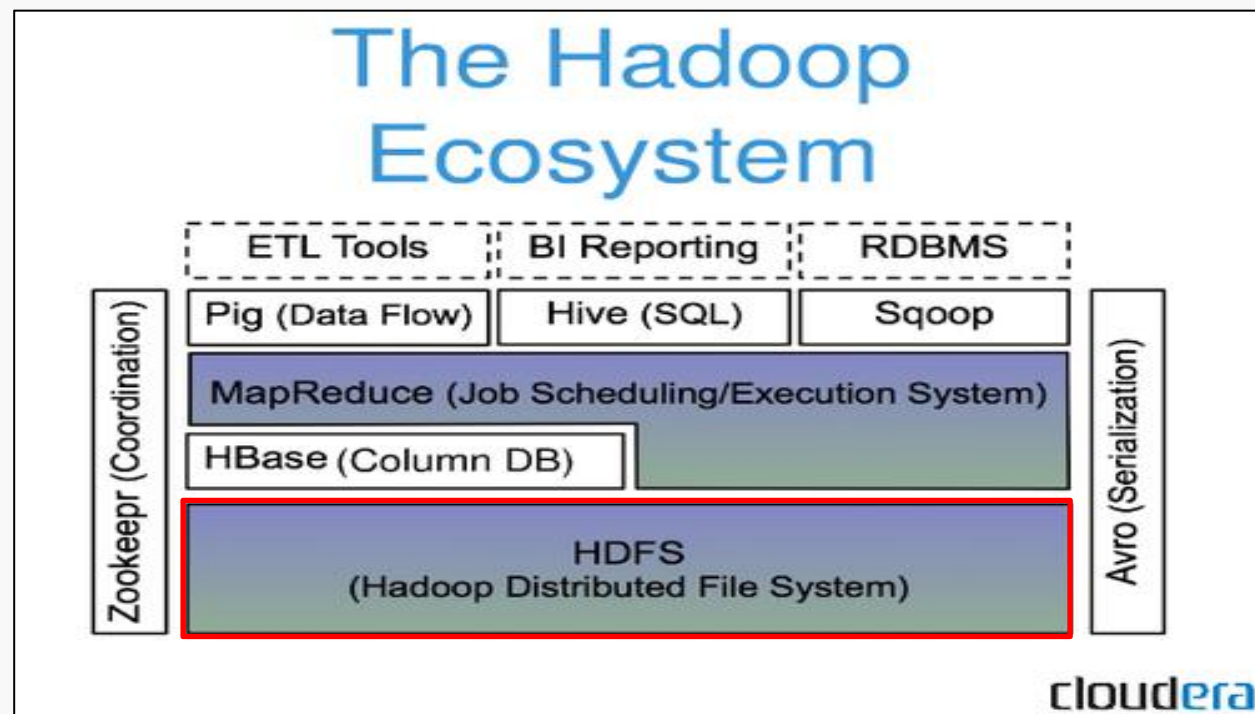 The Hadoop
Ecosystem
ETL Tools
BI Reporting
RDBMS
Pig (Data Flow)
Hive (SQL)
Sqoop
MapReduce (Job Scheduling/Execution System)
HBase (Column DB)
HDFS
(Hadoop Distributed File System)
Zookeepr (Coordination)
Avro (Serialization)
cloudera